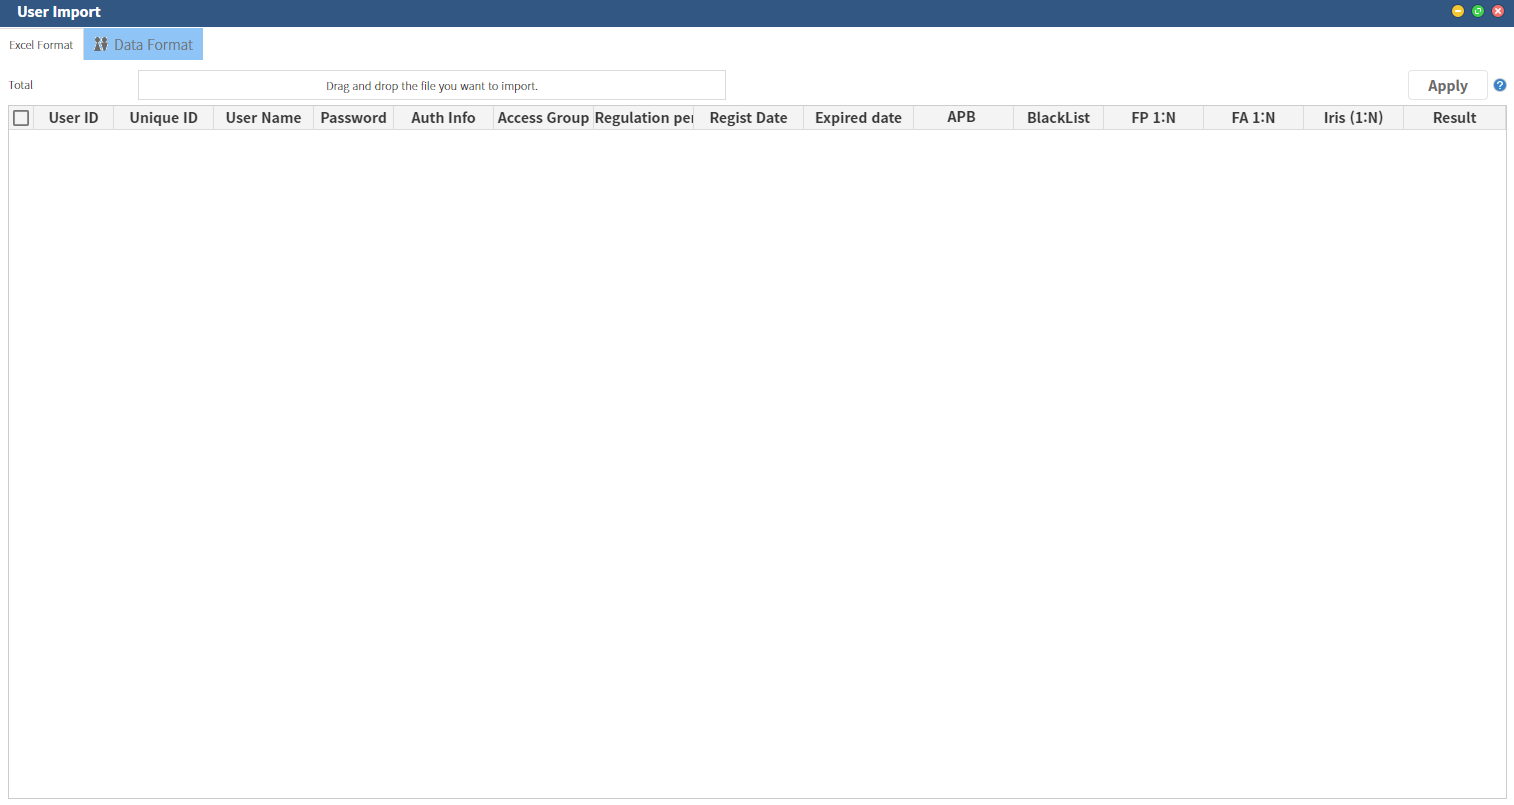 User Import
Excel Format Data Format
Total Drag and drop the file you want to import. Apply ?
User ID Unique ID User Name Password Auth Info Access Group Regulation per Regist Date Expired date APB BlackList FP 1:N FA 1:N Iris (1:N) Result